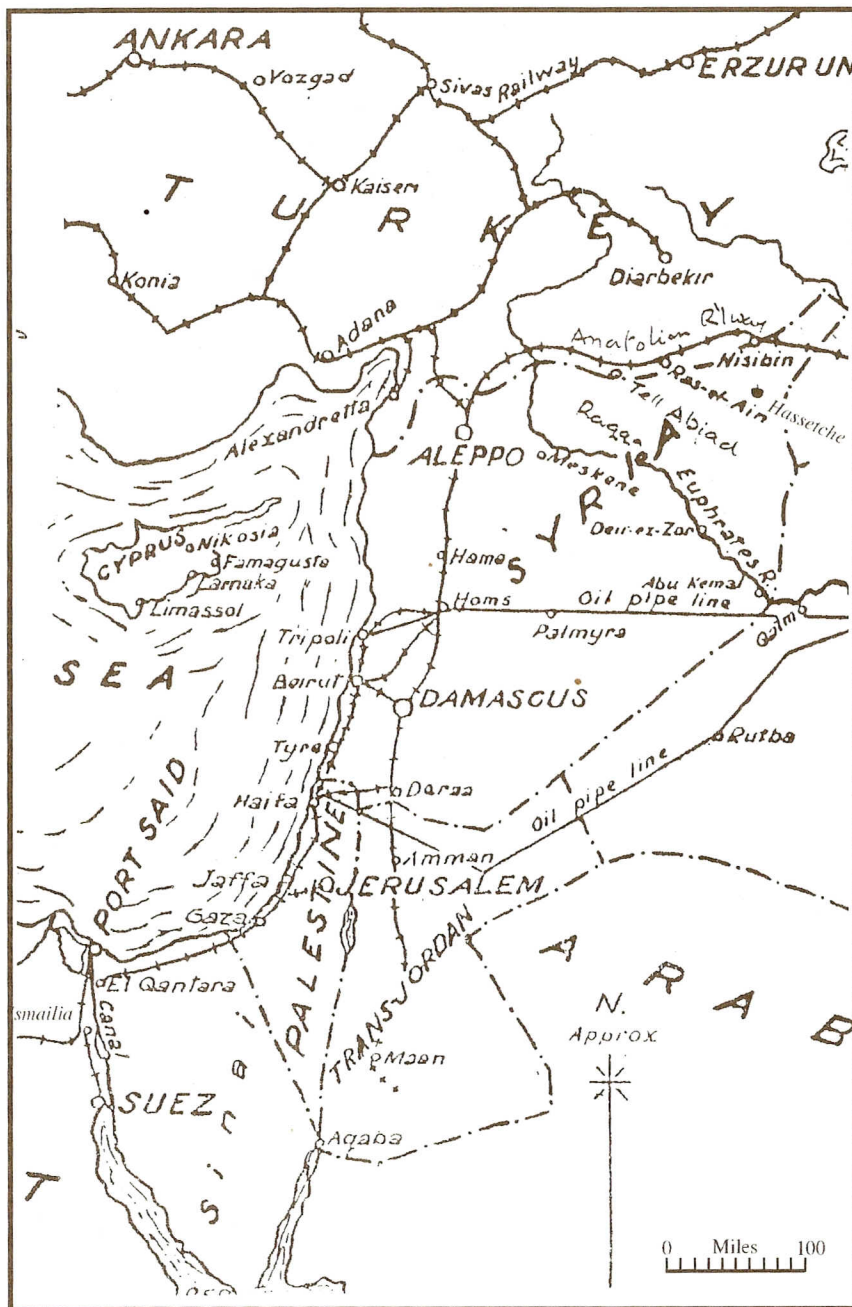 ANKARA
Yozgad
Sivas Railway
ERZURUN
Kaiseri
TURKEY
Konia
Adana
Diarbekir
Anatolian R'lway
Nisibin
Ras-el-Ain
Tell Abiad
Hassetche
Alexandretta
ALEPPO
Meskene
Raqqa
SYRIA
Deir-ez-Zor
Euphrates R.
Abu Kemal
Qaim
CYPRUS
Nikosia
Famagusta
Larnaka
Limassol
Hama
Homs
Oil pipe line
Palmyra
Tripoli
SEA
Beirut
DAMASCUS
Tyre
Rutba
Haifa
Daraa
Oil pipe line
PORT SAID
Amman
Jaffa
JERUSALEM
PALESTINE
Gaza
El Qantara
TRANSJORDAN
ARAB
Ismailia
Canal
N.
Approx
Maan
SUEZ
Sinai
Aqaba
T
0 Miles 100